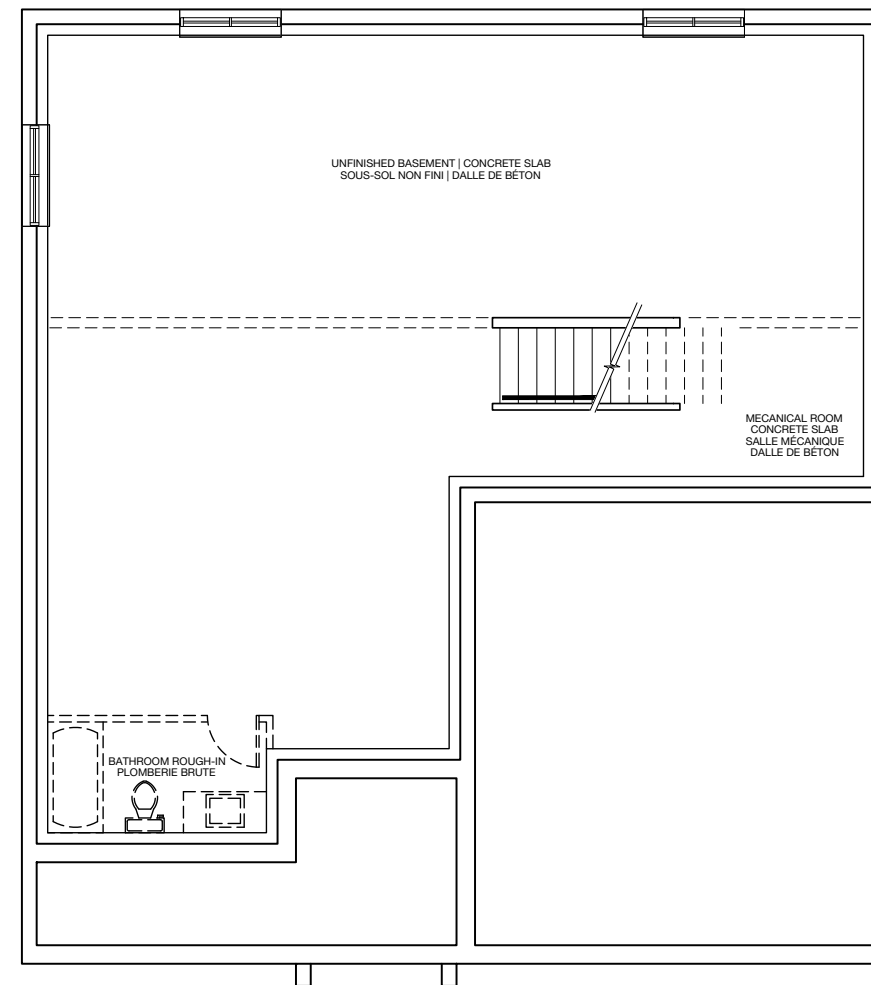 UNFINISHED BASEMENT | CONCRETE SLAB
SOUS-SOL NON FINI | DALLE DE BÉTON
MECANICAL ROOM
CONCRETE SLAB
SALLE MÉCANIQUE
DALLE DE BÉTON
BATHROOM ROUGH-IN
PLOMBERIE BRUTE